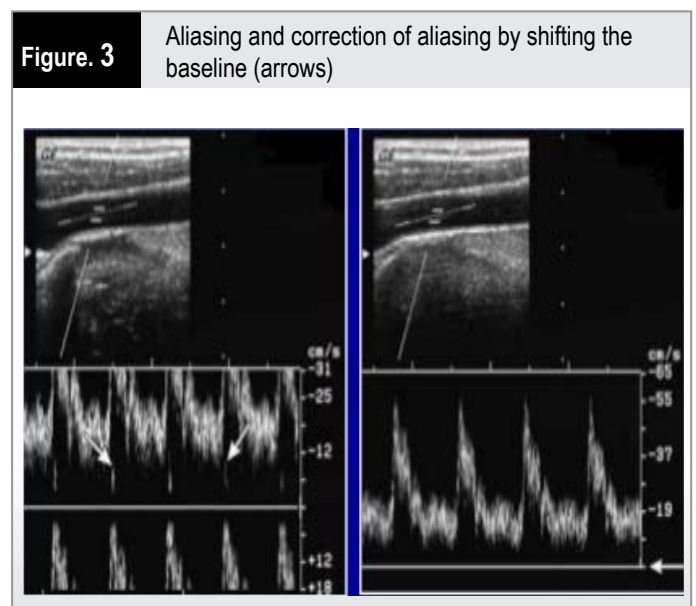 Figure. 3
Aliasing and correction of aliasing by shifting the
baseline (arrows)
GE
GE
cm/s
-31
-25
-12
+12
+18
cm/s
-65
-55
-37
-19